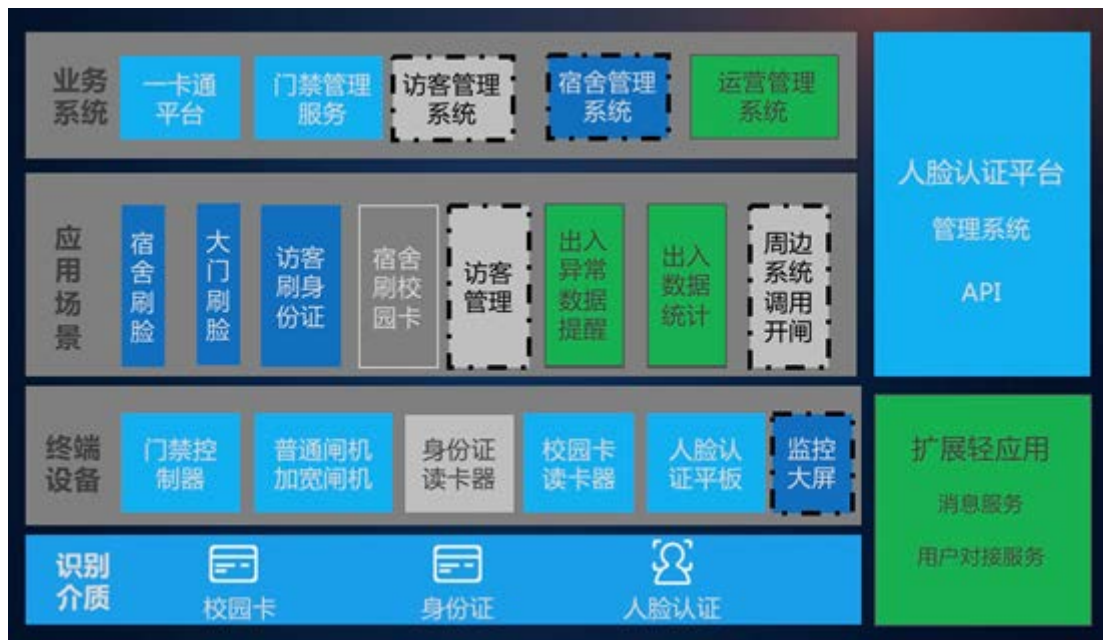 业务
系统
一卡通
平台
门禁管理
服务
访客管理
系统
宿舍管理
系统
运营管理
系统
应
用
场
景
宿
舍
刷
脸
大
门
刷
脸
访客
刷身
份证
宿舍
刷校
园卡
访客
管理
出入
异常
数据
提醒
出入
数据
统计
周边
系统
调用
开闸
终端
设备
门禁控
制器
普通闸机
加宽闸机
身份证
读卡器
校园卡
读卡器
人脸认
证平板
监控
大屏
识别
介质
校园卡
身份证
人脸认证
人脸认证平台
管理系统
API
扩展轻应用
消息服务
用户对接服务